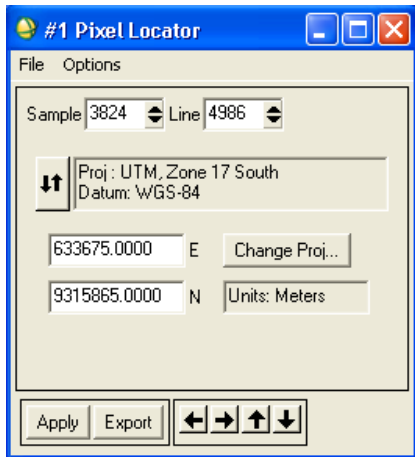 #1 Pixel Locator
File Options
Sample 3824 Line 4986
Proj : UTM, Zone 17 South
Datum: WGS-84
633675.0000 E Change Proj...
9315865.0000 N Units: Meters
Apply Export